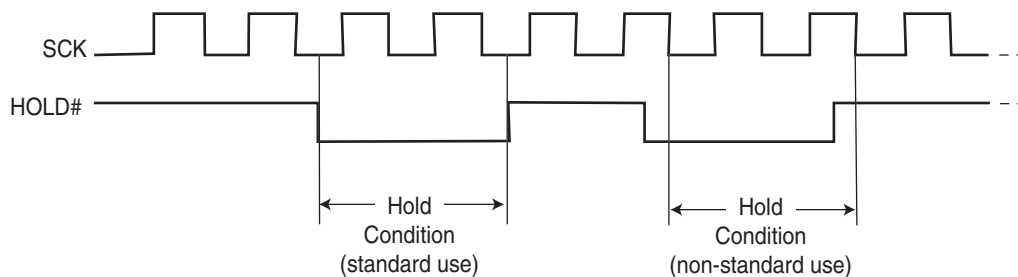 SCK
HOLD#
Hold
Condition
(standard use)
Hold
Condition
(non-standard use)